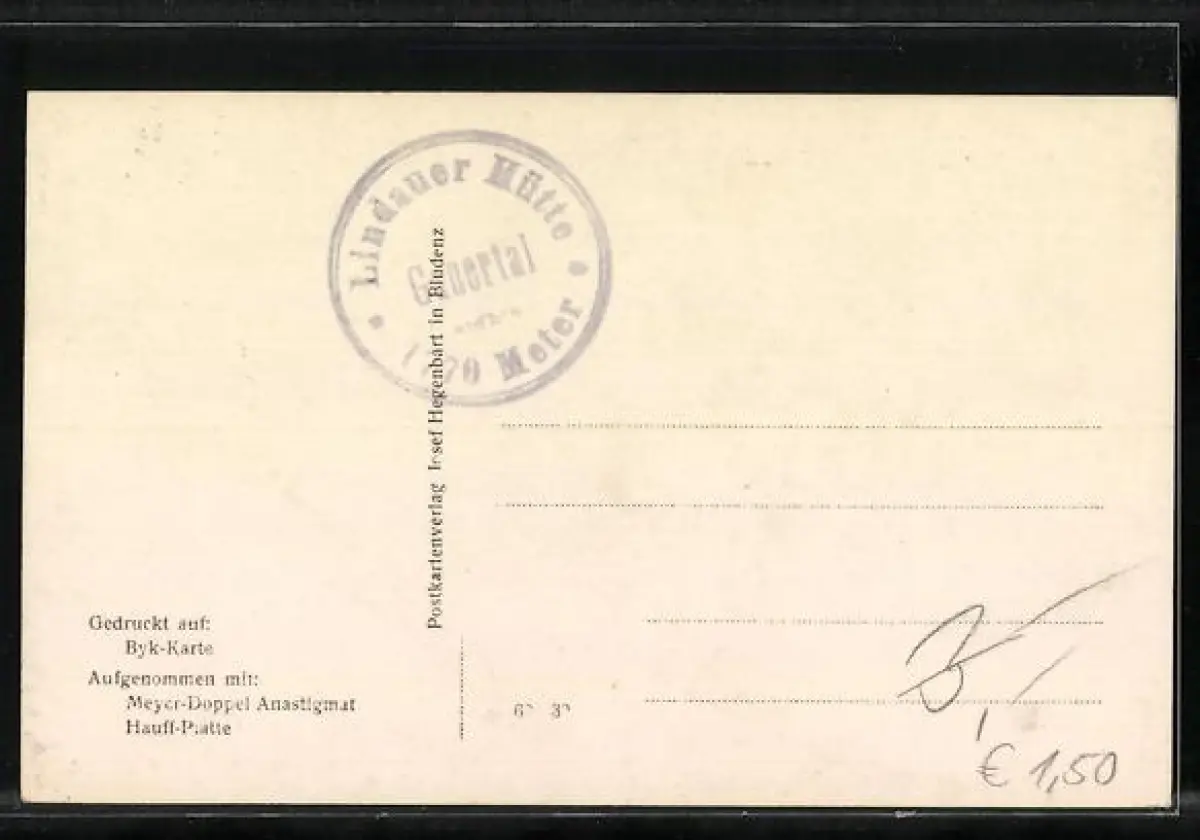 Lindauer Hütte
Gauertal
Meter
Postkartenverlag Josef Hegenbart in Bludenz
Gedruckt auf:
Byk-Karte
Aufgenommen mit:
Meyer-Doppel Anastigmat
Hauff-Platte
€ 1,50